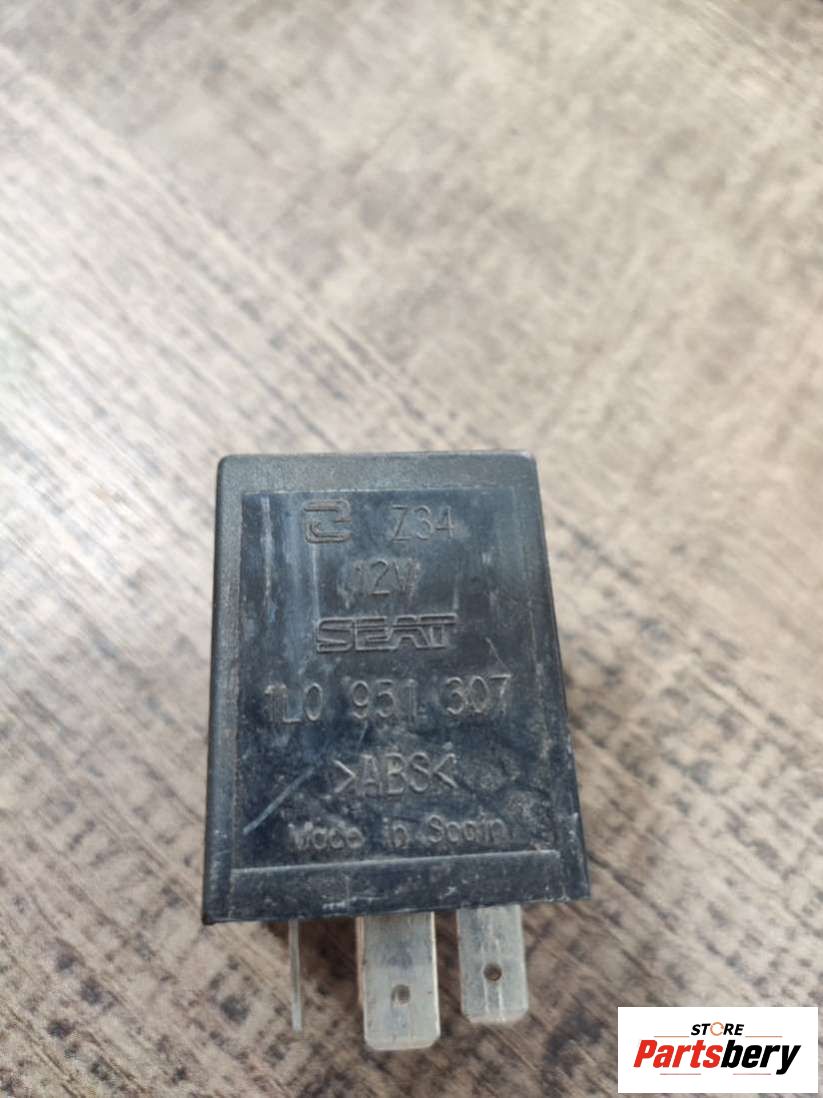 Z34
12V
SEAT
1L0 951 307
>ABS<
Made in Spain
STORE
Partsbery